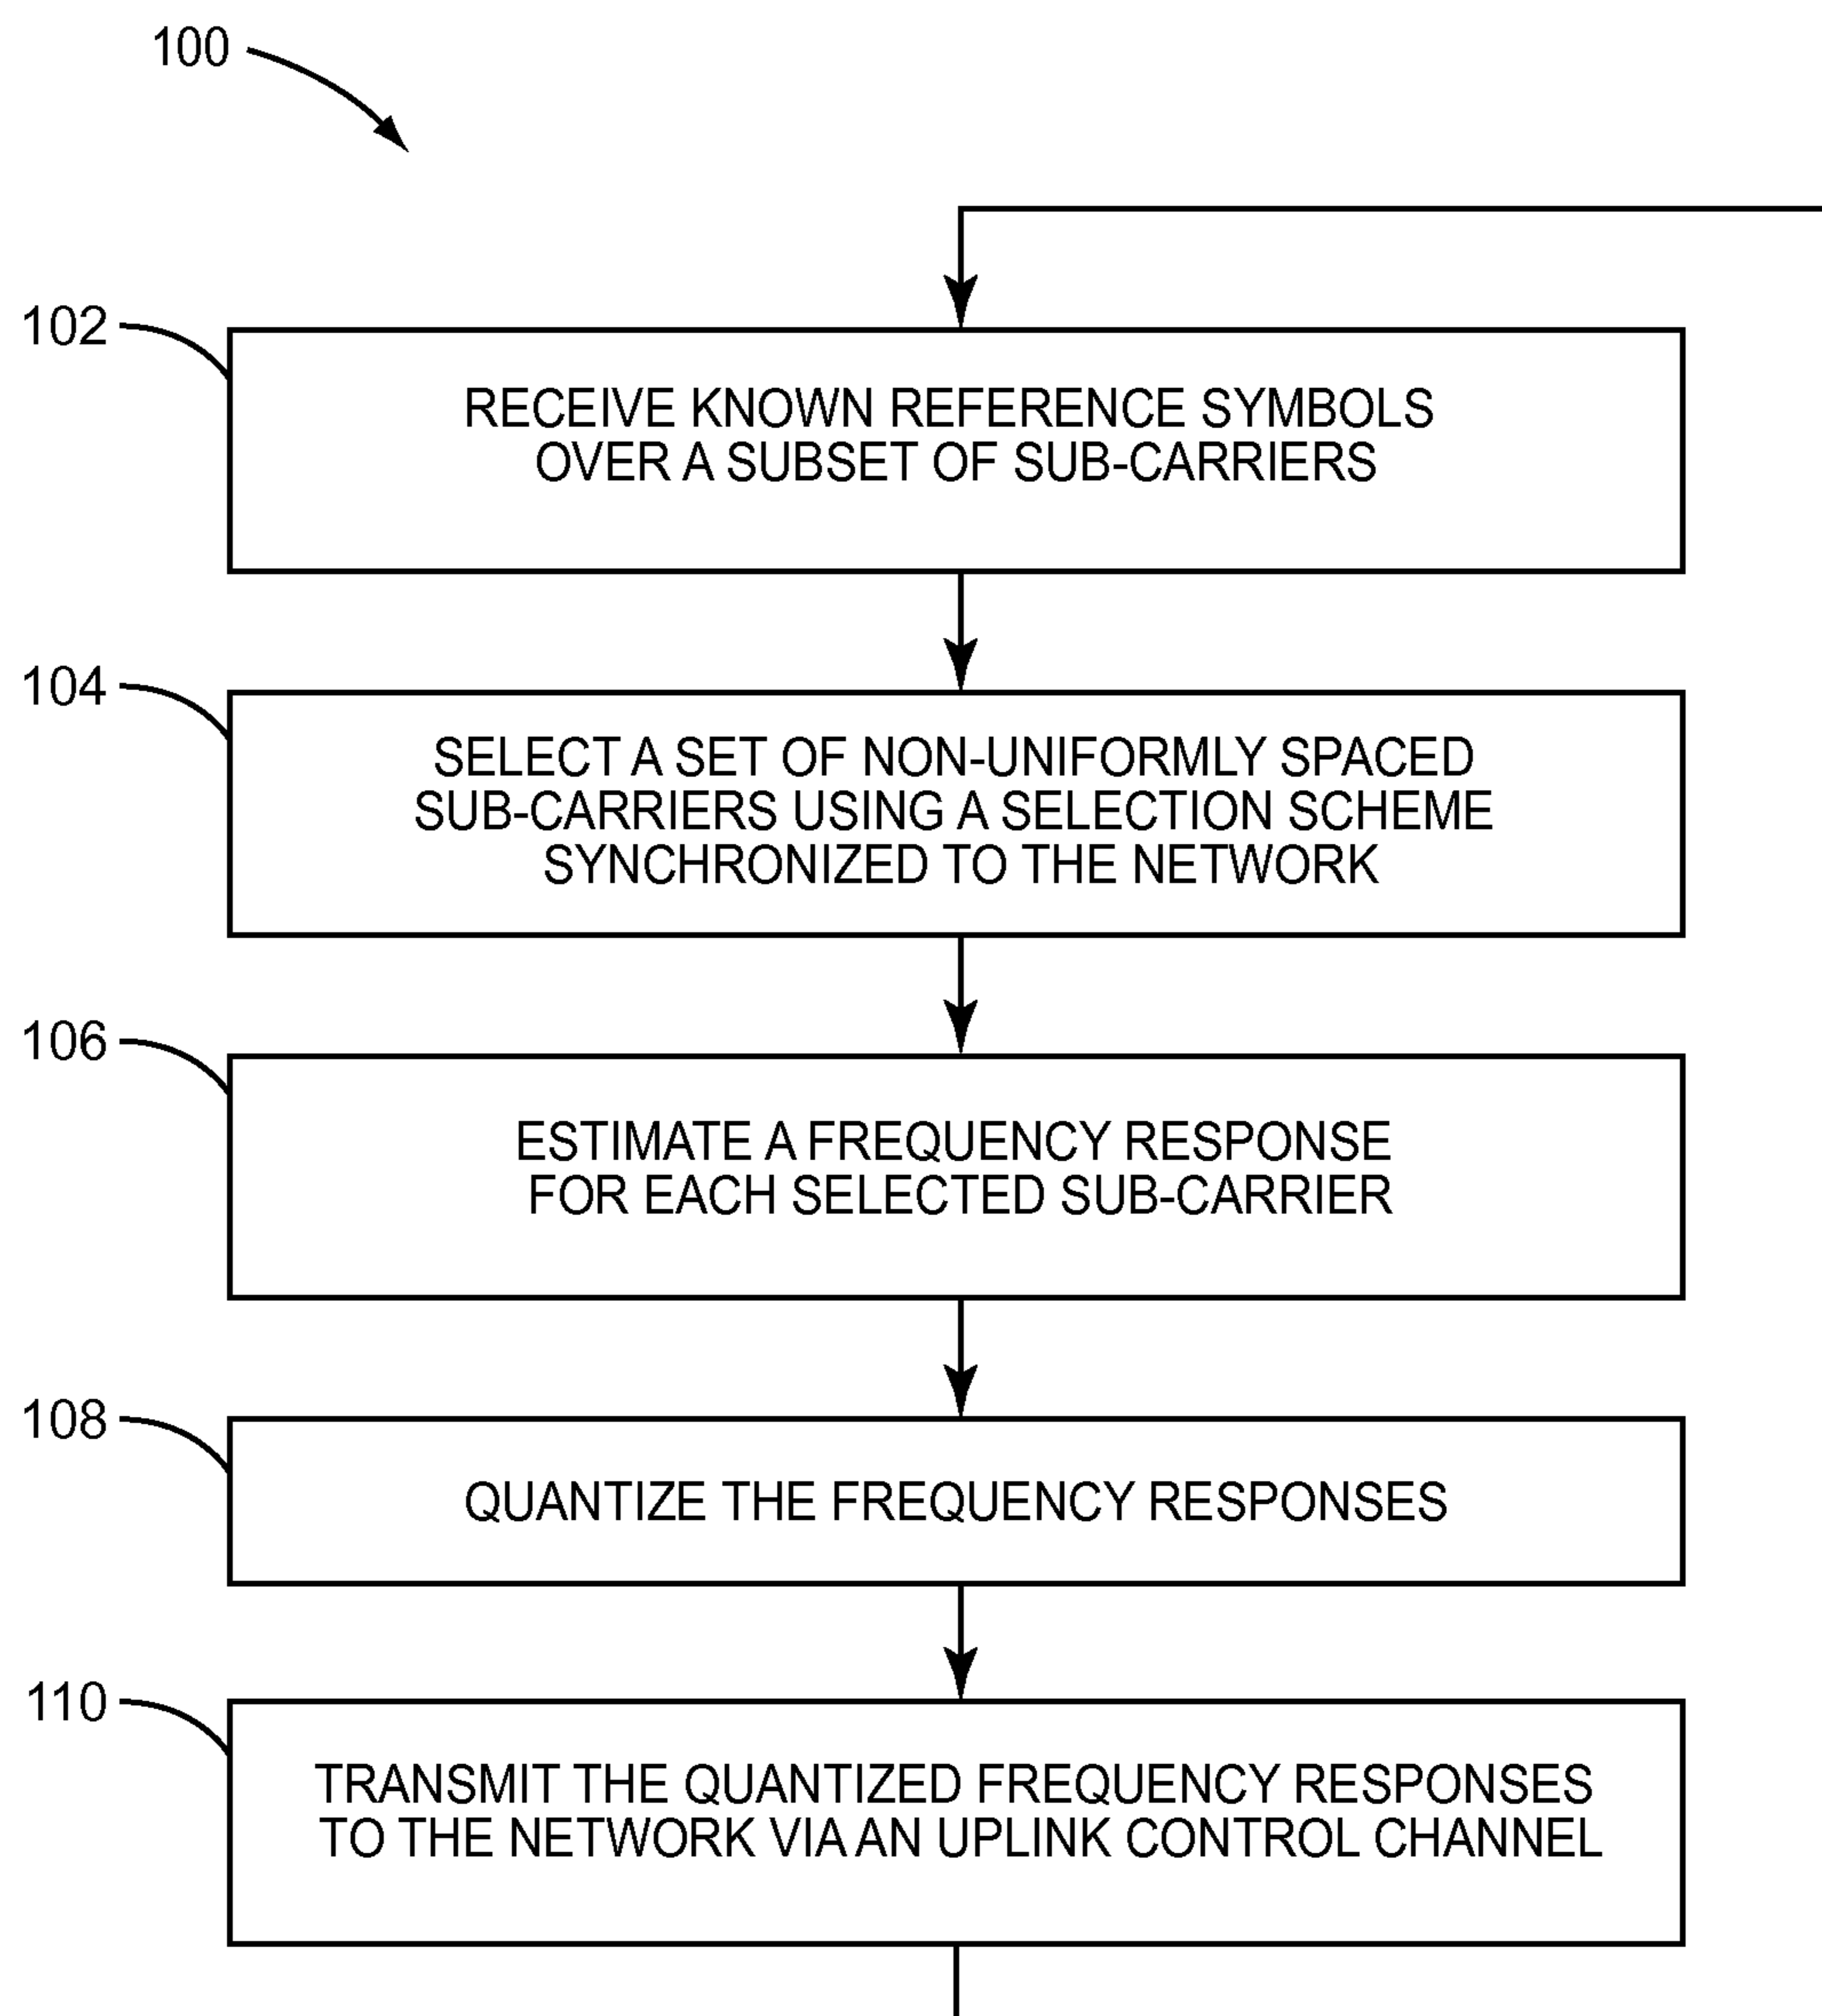 100
102
RECEIVE KNOWN REFERENCE SYMBOLS
OVER A SUBSET OF SUB-CARRIERS
104
SELECT A SET OF NON-UNIFORMLY SPACED
SUB-CARRIERS USING A SELECTION SCHEME
SYNCHRONIZED TO THE NETWORK
106
ESTIMATE A FREQUENCY RESPONSE
FOR EACH SELECTED SUB-CARRIER
108
QUANTIZE THE FREQUENCY RESPONSES
110
TRANSMIT THE QUANTIZED FREQUENCY RESPONSES
TO THE NETWORK VIA AN UPLINK CONTROL CHANNEL